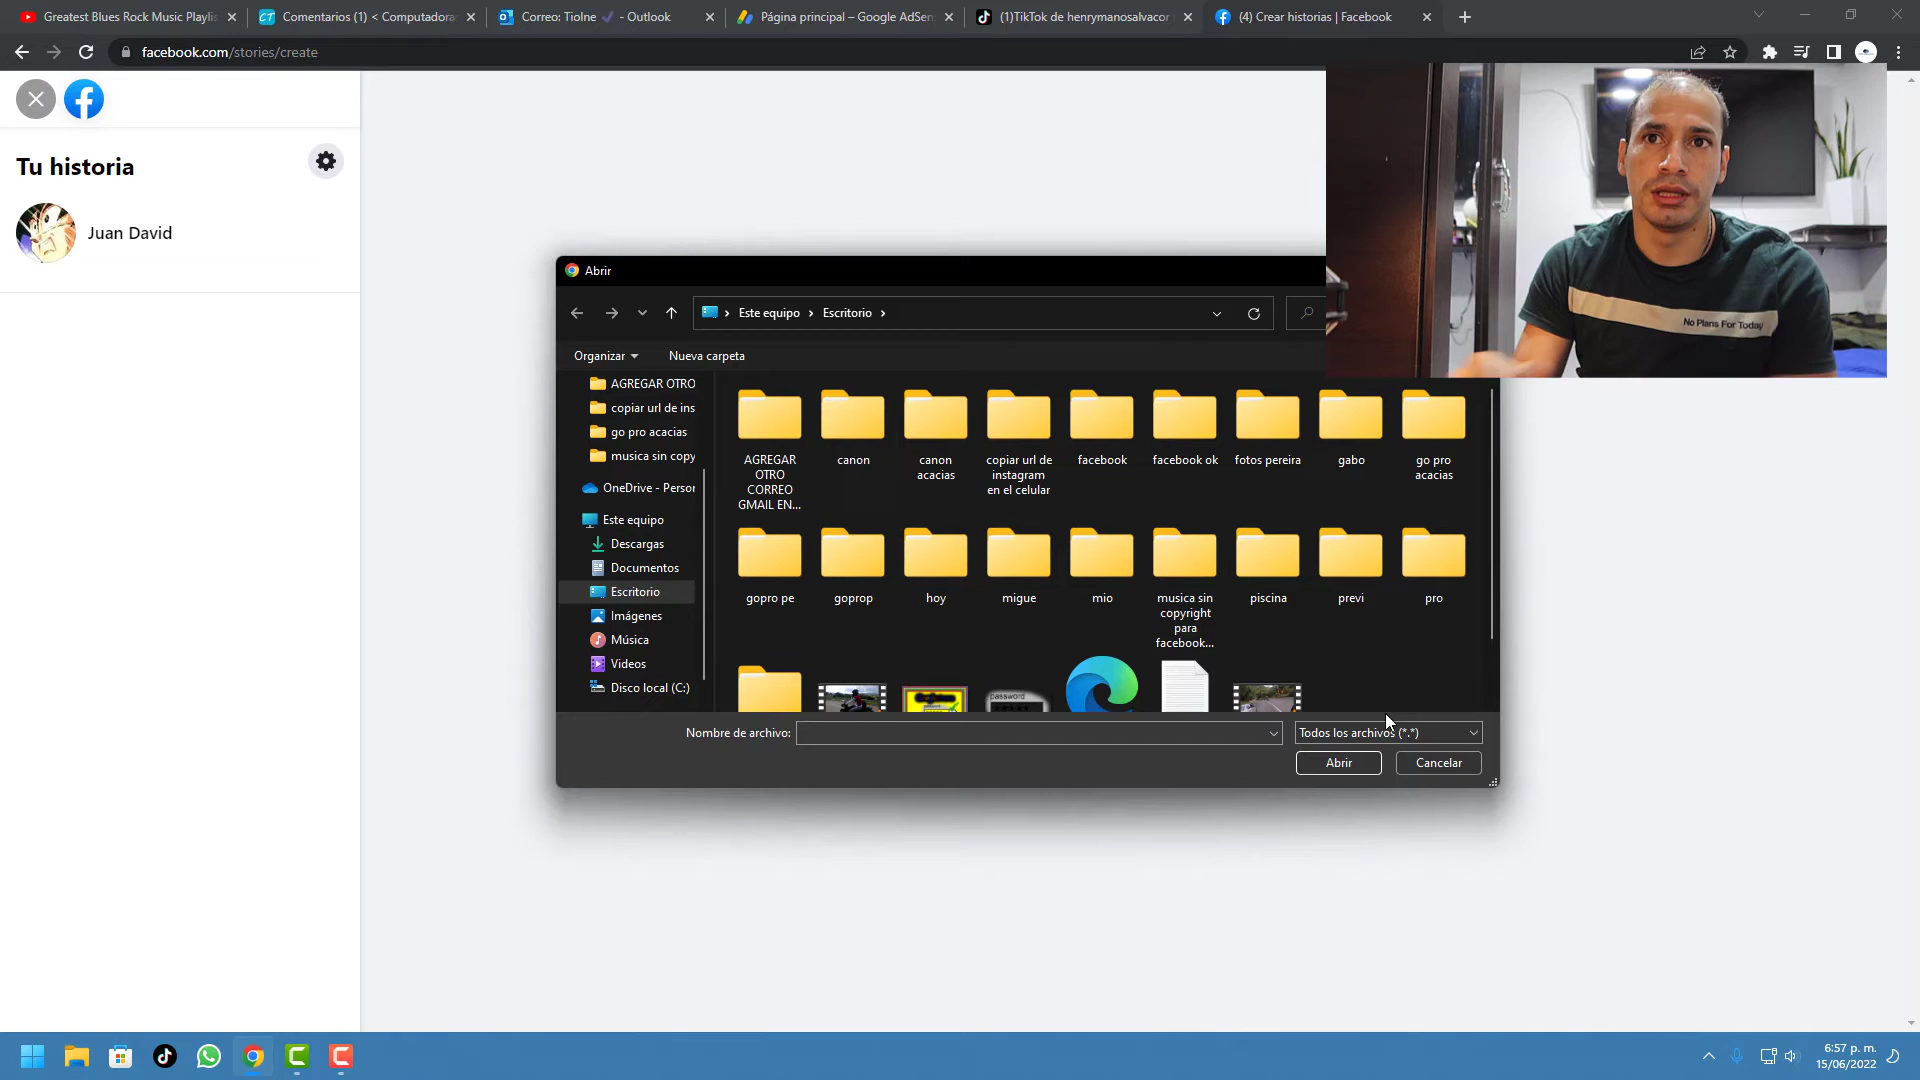 Greatest Blues Rock Music Playlis
Comentarios (1) < Computadora
Correo: TioIne ✔ - Outlook
Página principal – Google AdSen
(1)TikTok de henrymanosalvacor
(4) Crear historias | Facebook
facebook.com/stories/create
Tu historia
Juan David
No Plans For Today
Abrir
Este equipo
Escritorio
Organizar
Nueva carpeta
AGREGAR OTRO
copiar url de ins
go pro acacias
musica sin copy
OneDrive - Persor
Este equipo
Descargas
Documentos
Escritorio
Imágenes
Música
Videos
Disco local (C:)
AGREGAR
OTRO
CORREO
GMAIL EN...
canon
canon
acacias
copiar url de
instagram
en el celular
facebook
facebook ok
fotos pereira
gabo
go pro
acacias
gopro pe
goprop
hoy
migue
mio
musica sin
copyright
para
facebook...
piscina
previ
pro
password
Nombre de archivo:
Todos los archivos (*.*)
Abrir
Cancelar
6:57 p. m.
15/06/2022